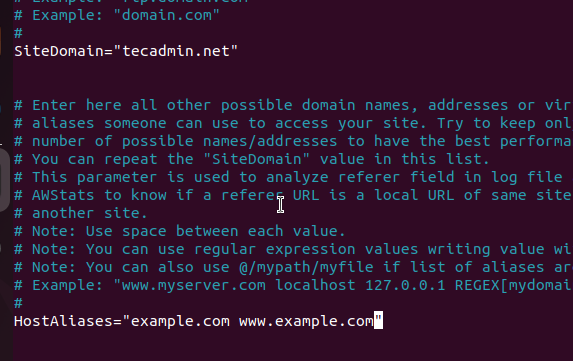 # Example: "ftp.domain.com"
# Example: "domain.com"
#
SiteDomain="tecadmin.net"
# Enter here all other possible domain names, addresses or vir
# aliases someone can use to access your site. Try to keep onl
# number of possible names/addresses to have the best performa
# You can repeat the "SiteDomain" value in this list.
# This parameter is used to analyze referer field in log file
# AWStats to know if a referer URL is a local URL of same site
# another site.
# Note: Use space between each value.
# Note: You can use regular expression values writing value wi
# Note: You can also use @/mypath/myfile if list of aliases ar
# Example: "www.myserver.com localhost 127.0.0.1 REGEX[mydomai
#
HostAliases="example.com www.example.com"